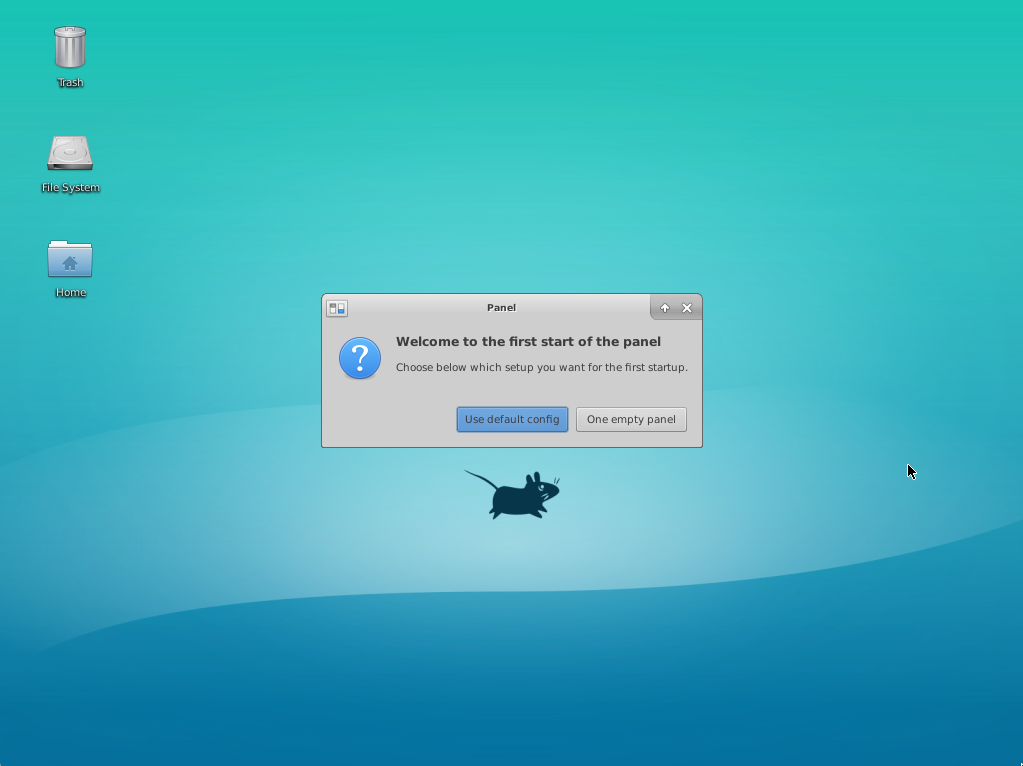 Trash
File System
Home
Panel
Welcome to the first start of the panel
Choose below which setup you want for the first startup.
Use default config
One empty panel